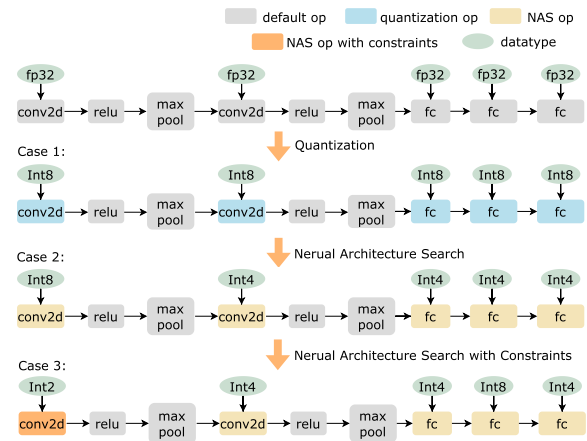 default op
quantization op
NAS op
NAS op with constraints
datatype
fp32 fp32 fp32 fp32 fp32
conv2d relu max pool conv2d relu max pool fc fc fc
Quantization
Case 1:
Int8 Int8 Int8 Int8 Int8
conv2d relu max pool conv2d relu max pool fc fc fc
Nerual Architecture Search
Case 2:
Int8 Int4 Int4 Int4 Int4
conv2d relu max pool conv2d relu max pool fc fc fc
Nerual Architecture Search with Constraints
Case 3:
Int2 Int4 Int4 Int8 Int4
conv2d relu max pool conv2d relu max pool fc fc fc